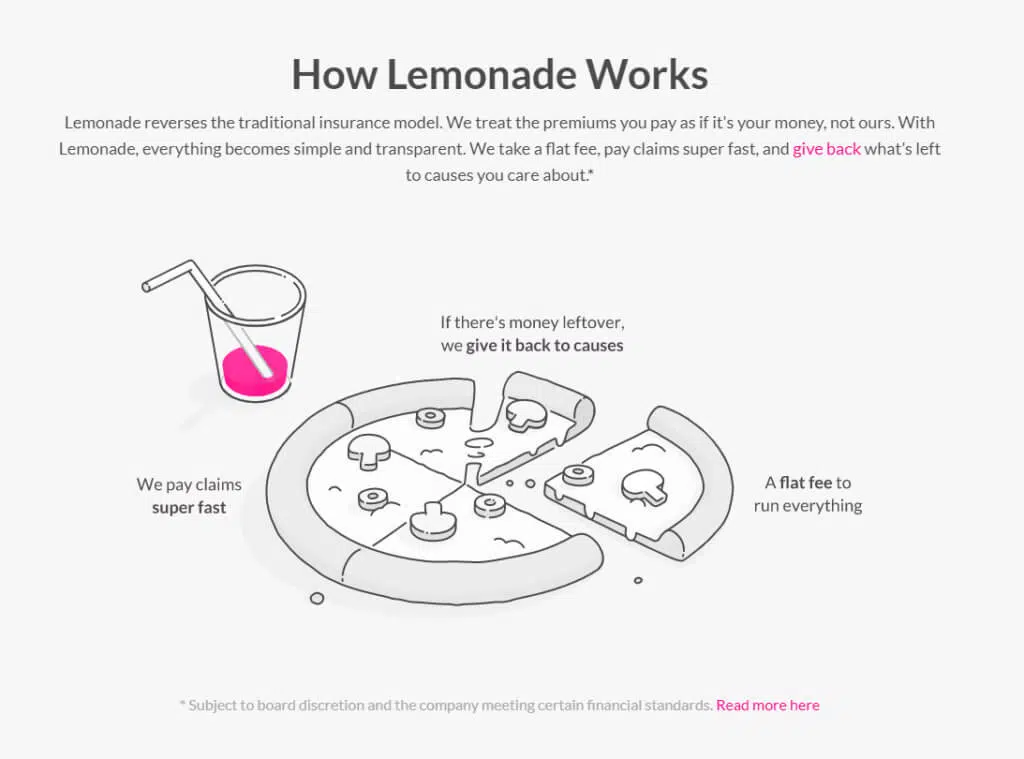 How Lemonade Works
Lemonade reverses the traditional insurance model. We treat the premiums you pay as if it's your money, not ours. With
Lemonade, everything becomes simple and transparent. We take a flat fee, pay claims super fast, and give back what's left
to causes you care about.*
If there's money leftover,
we give it back to causes
We pay claims
super fast
A flat fee to
run everything
* Subject to board discretion and the company meeting certain financial standards. Read more here